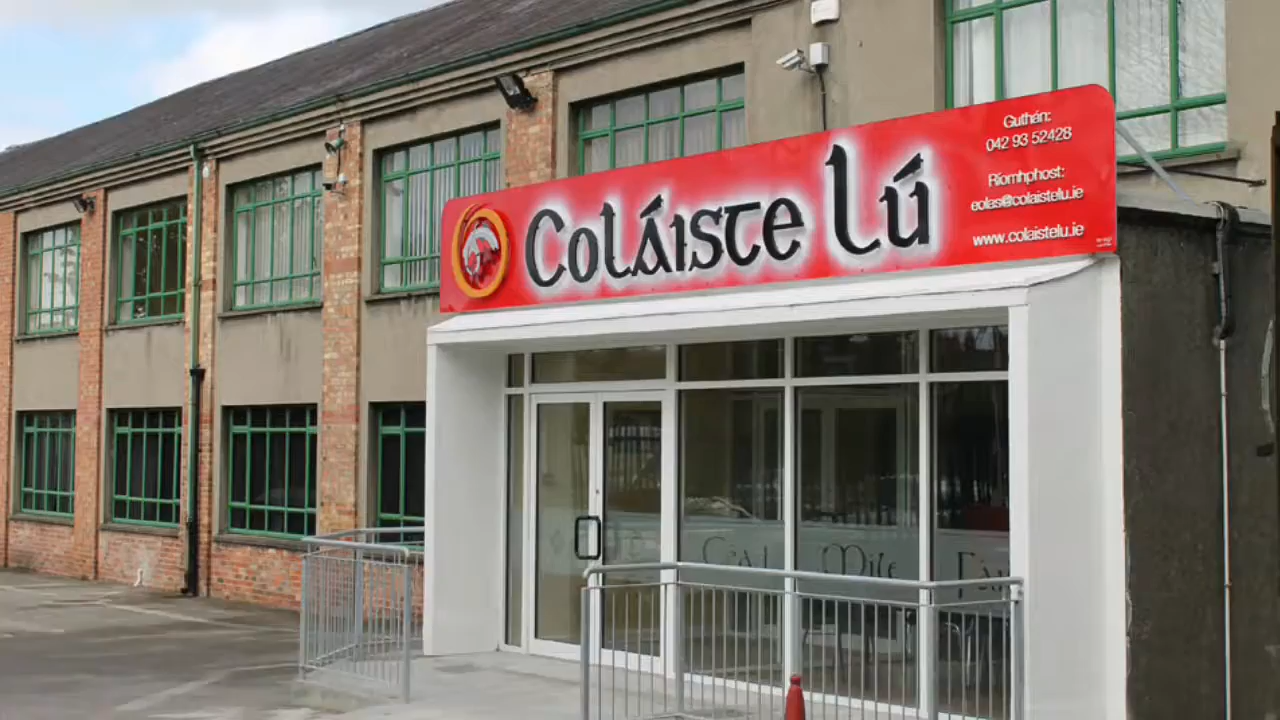 Coláiste Lú
Guthán:
042 93 52428
Ríomhphost:
eolas@colaistelu.ie
www.colaistelu.ie
Céad Míle